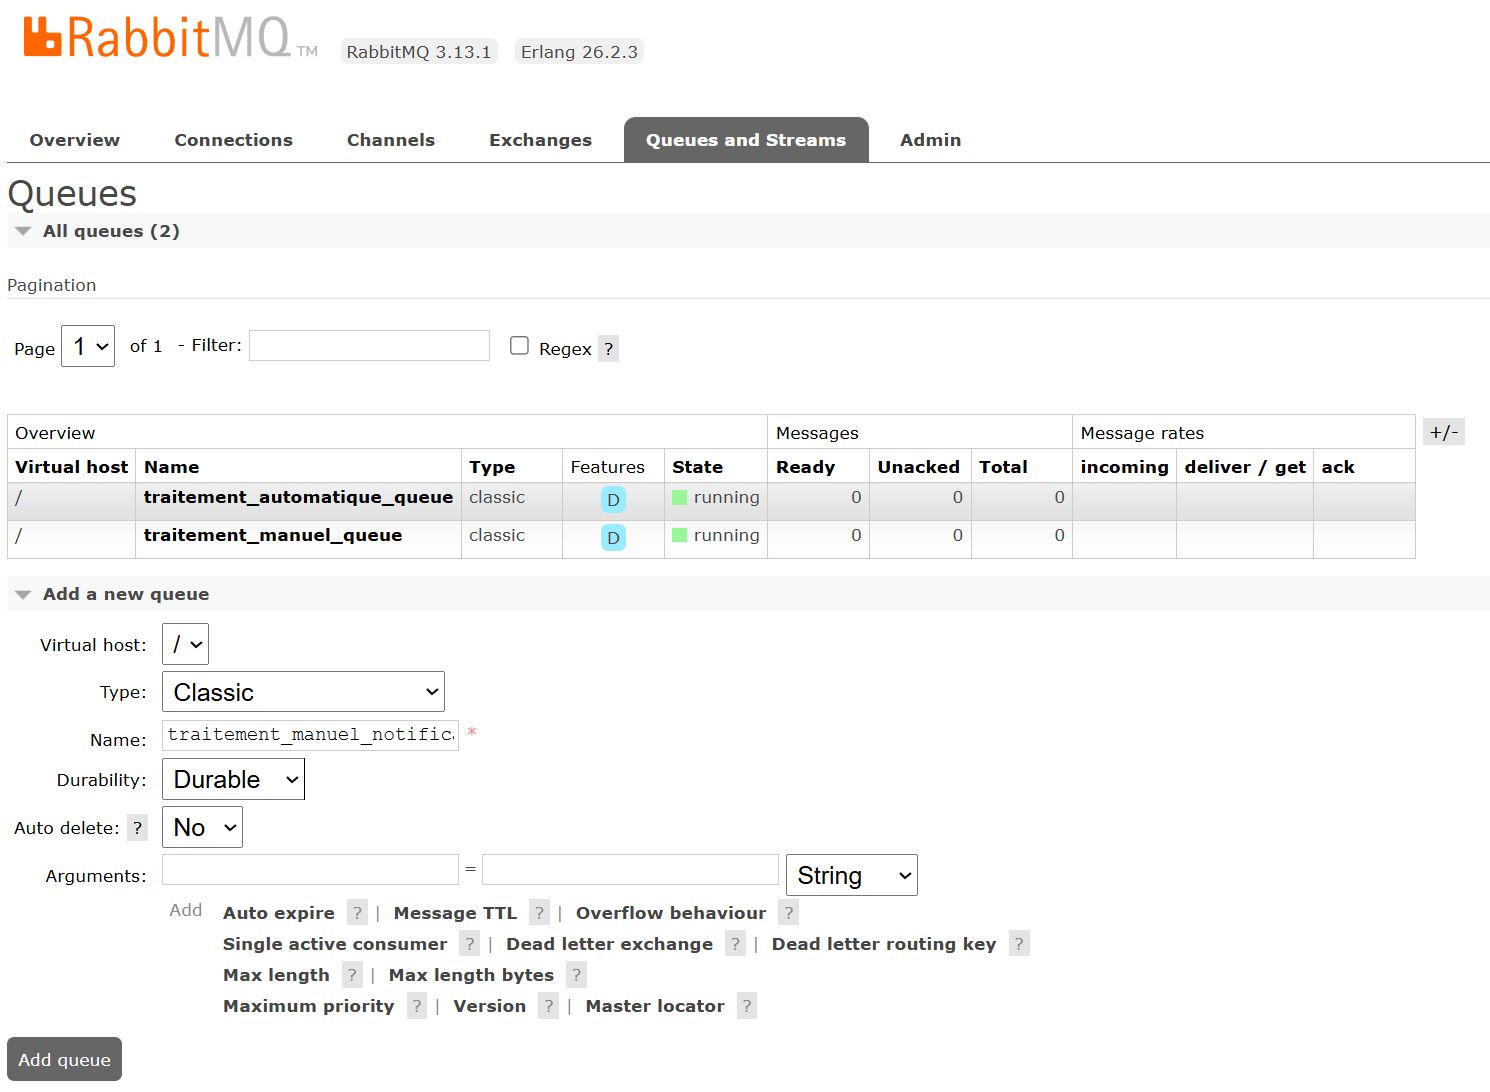 RabbitMQ TM RabbitMQ 3.13.1 Erlang 26.2.3
Overview Connections Channels Exchanges Queues and Streams Admin
Queues
All queues (2)
Pagination
Page 1 of 1 - Filter: Regex ?
Overview Messages Message rates +/-
Virtual host Name Type Features State Ready Unacked Total incoming deliver / get ack
/ traitement_automatique_queue classic D running 0 0 0
/ traitement_manuel_queue classic D running 0 0 0
Add a new queue
Virtual host: /
Type: Classic
Name: traitement_manuel_notific *
Durability: Durable
Auto delete: ? No
Arguments: = String
Add Auto expire ? | Message TTL ? | Overflow behaviour ?
Single active consumer ? | Dead letter exchange ? | Dead letter routing key ?
Max length ? | Max length bytes ?
Maximum priority ? | Version ? | Master locator ?
Add queue